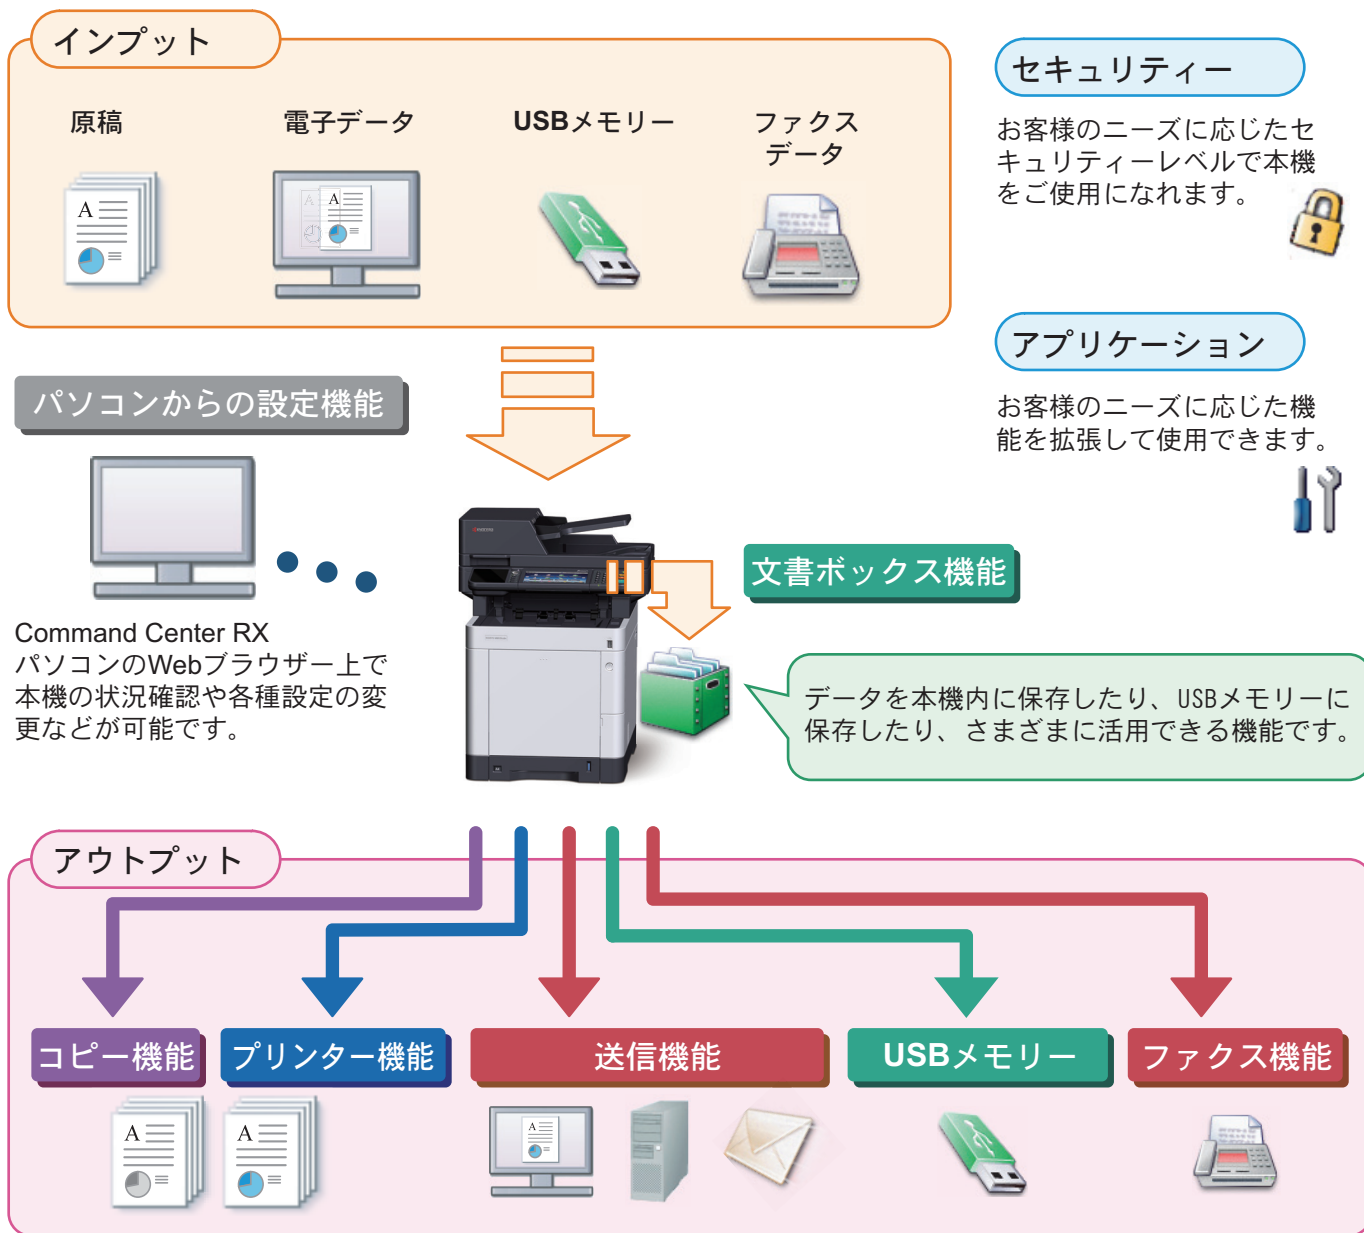 インプット
原稿
電子データ
USBメモリー
ファクス
データ
セキュリティー
お客様のニーズに応じたセ
キュリティーレベルで本機
をご使用になれます。
アプリケーション
お客様のニーズに応じた機
能を拡張して使用できます。
パソコンからの設定機能
Command Center RX
パソコンのWebブラウザー上で
本機の状況確認や各種設定の変
更などが可能です。
文書ボックス機能
データを本機内に保存したり、USBメモリーに
保存したり、さまざまに活用できる機能です。
アウトプット
コピー機能
プリンター機能
送信機能
USBメモリー
ファクス機能
A
A
A
A
A
A